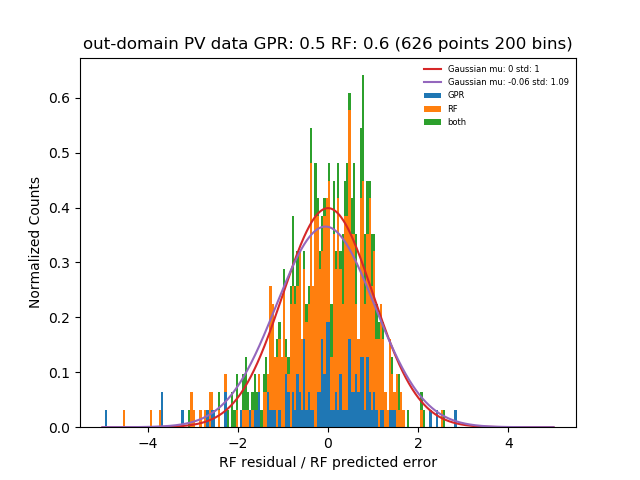 out-domain PV data GPR: 0.5 RF: 0.6 (626 points 200 bins)
Gaussian mu: 0 std: 1
Gaussian mu: -0.06 std: 1.09
GPR
RF
both
Normalized Counts
0.6
0.5
0.4
0.3
0.2
0.1
0.0
−4 −2 0 2 4
RF residual / RF predicted error